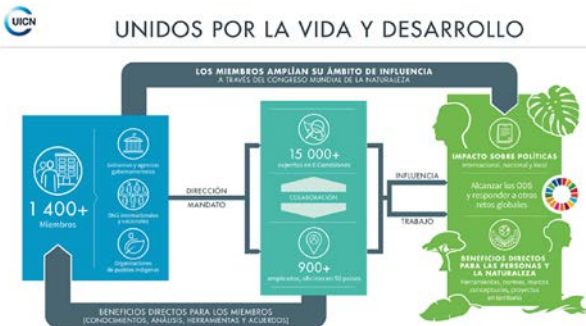 UICN
UNIDOS POR LA VIDA Y DESARROLLO
LOS MIEMBROS AMPLÍAN SU ÁMBITO DE INFLUENCIA
A TRAVÉS DEL CONGRESO MUNDIAL DE LA NATURALEZA
1 400+
Miembros
Gobiernos y agencias
gubernamentales
ONG internacionales
y nacionales
Organizaciones
de pueblos indígenas
DIRECCIÓN
MANDATO
15 000+
expertos en 6 Comisiones
COLABORACIÓN
900+
empleados, oficinas en 50 países
INFLUENCIA
TRABAJO
IMPACTO SOBRE POLÍTICAS
internacional, nacional y local
Alcanzar los ODS
y responder a otros
retos globales
BENEFICIOS DIRECTOS
PARA LAS PERSONAS Y
LA NATURALEZA
Herramientas, normas, marcos
conceptuales, proyectos
en territorio
BENEFICIOS DIRECTOS PARA LOS MIEMBROS
(CONOCIMIENTOS, ANÁLISIS, HERRAMIENTAS Y ACUERDOS)